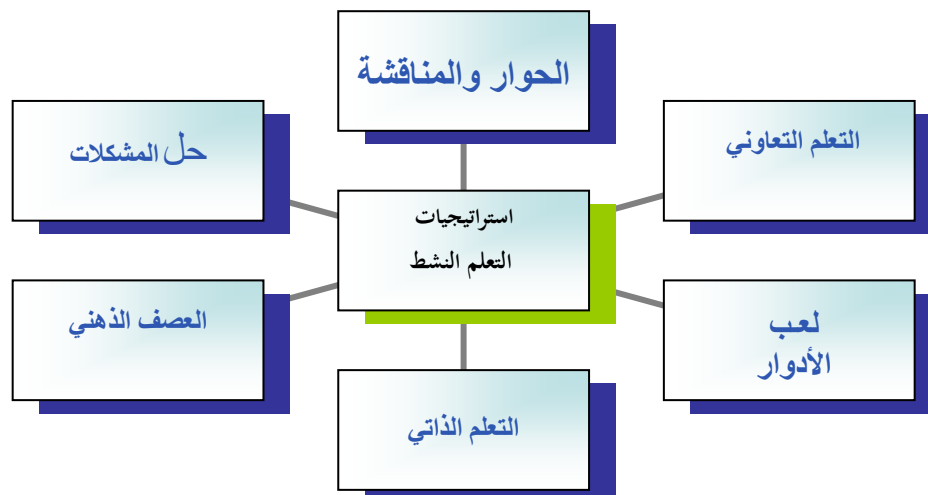 الحوار والمناقشة
التعلم التعاوني
حل المشكلات
استراتيجيات
التعلم النشط
لعب
الأدوار
العصف الذهني
التعلم الذاتي